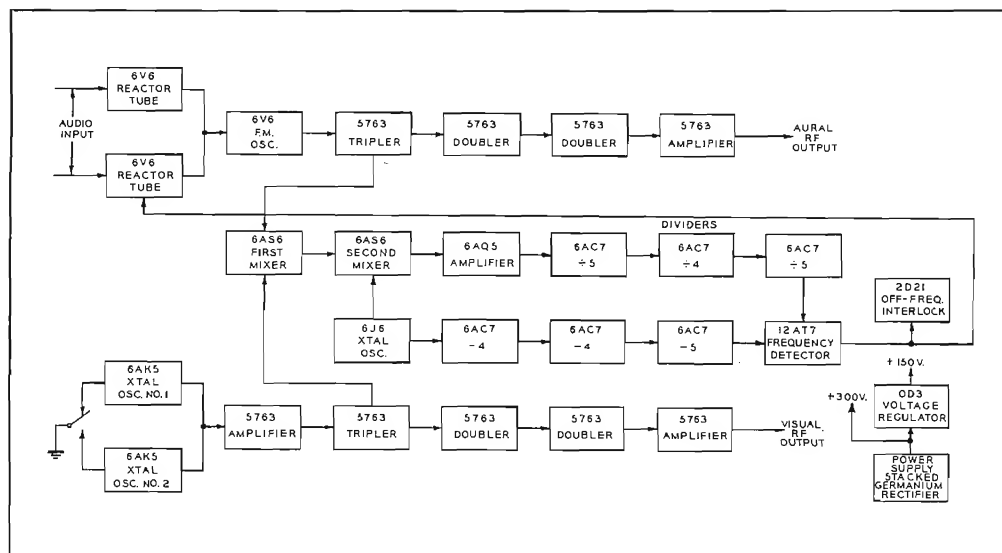 6V6
REACTOR
TUBE
AUDIO
INPUT
6V6
REACTOR
TUBE
6V6
F.M.
OSC.
5763
TRIPLER
5763
DOUBLER
5763
DOUBLER
5763
AMPLIFIER
AURAL
RF
OUTPUT
DIVIDERS
6AS6
FIRST
MIXER
6AS6
SECOND
MIXER
6AQ5
AMPLIFIER
6AC7
÷5
6AC7
÷4
6AC7
÷5
2D21
OFF-FREQ.
INTERLOCK
6J6
XTAL
OSC.
6AC7
-4
6AC7
-4
6AC7
-5
12AT7
FREQUENCY
DETECTOR
6AK5
XTAL
OSC. NO.1
6AK5
XTAL
OSC. NO.2
5763
AMPLIFIER
5763
TRIPLER
5763
DOUBLER
5763
DOUBLER
5763
AMPLIFIER
VISUAL
RF
OUTPUT
+150V.
+300V.
OD3
VOLTAGE
REGULATOR
POWER
SUPPLY
STACKED
GERMANIUM
RECTIFIER